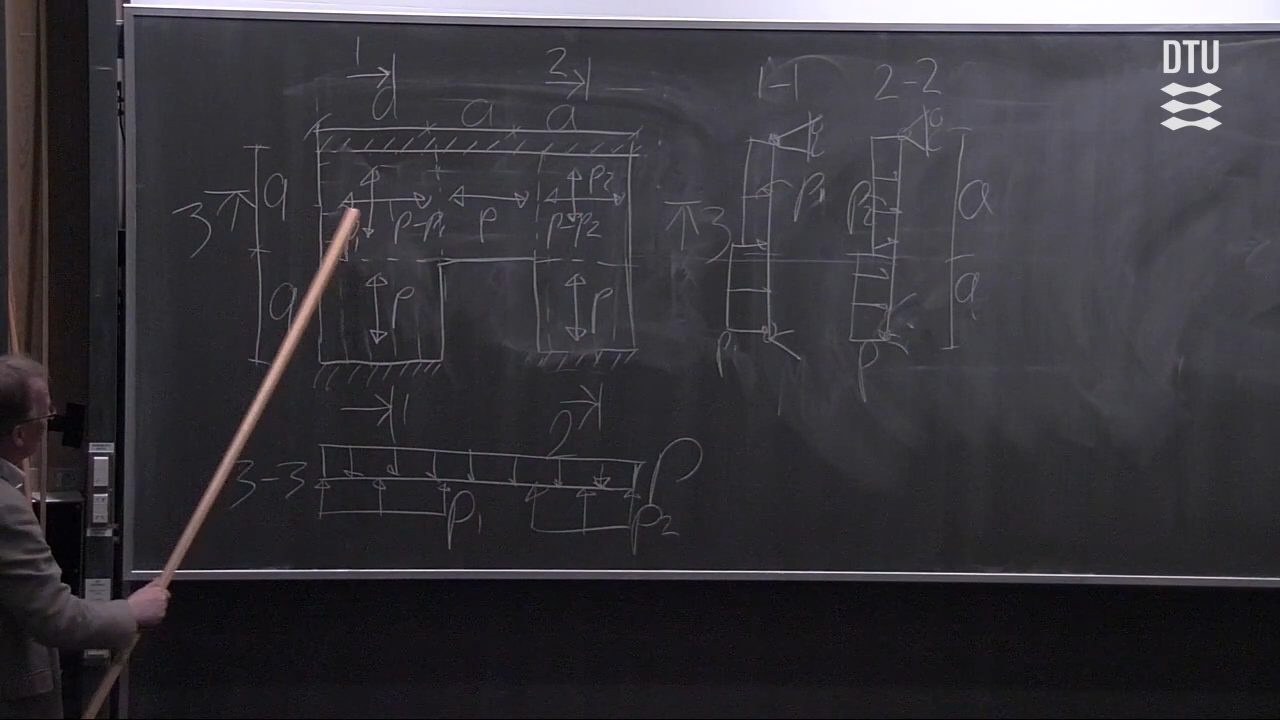 DTU
1 2 1-1 2-2
a a a
a p₂
3 p₁ p-p₁ p p-p₂ 3 p₁ p₂ a
a p p a
p p
1 2
3-3 p
p₁ p₂